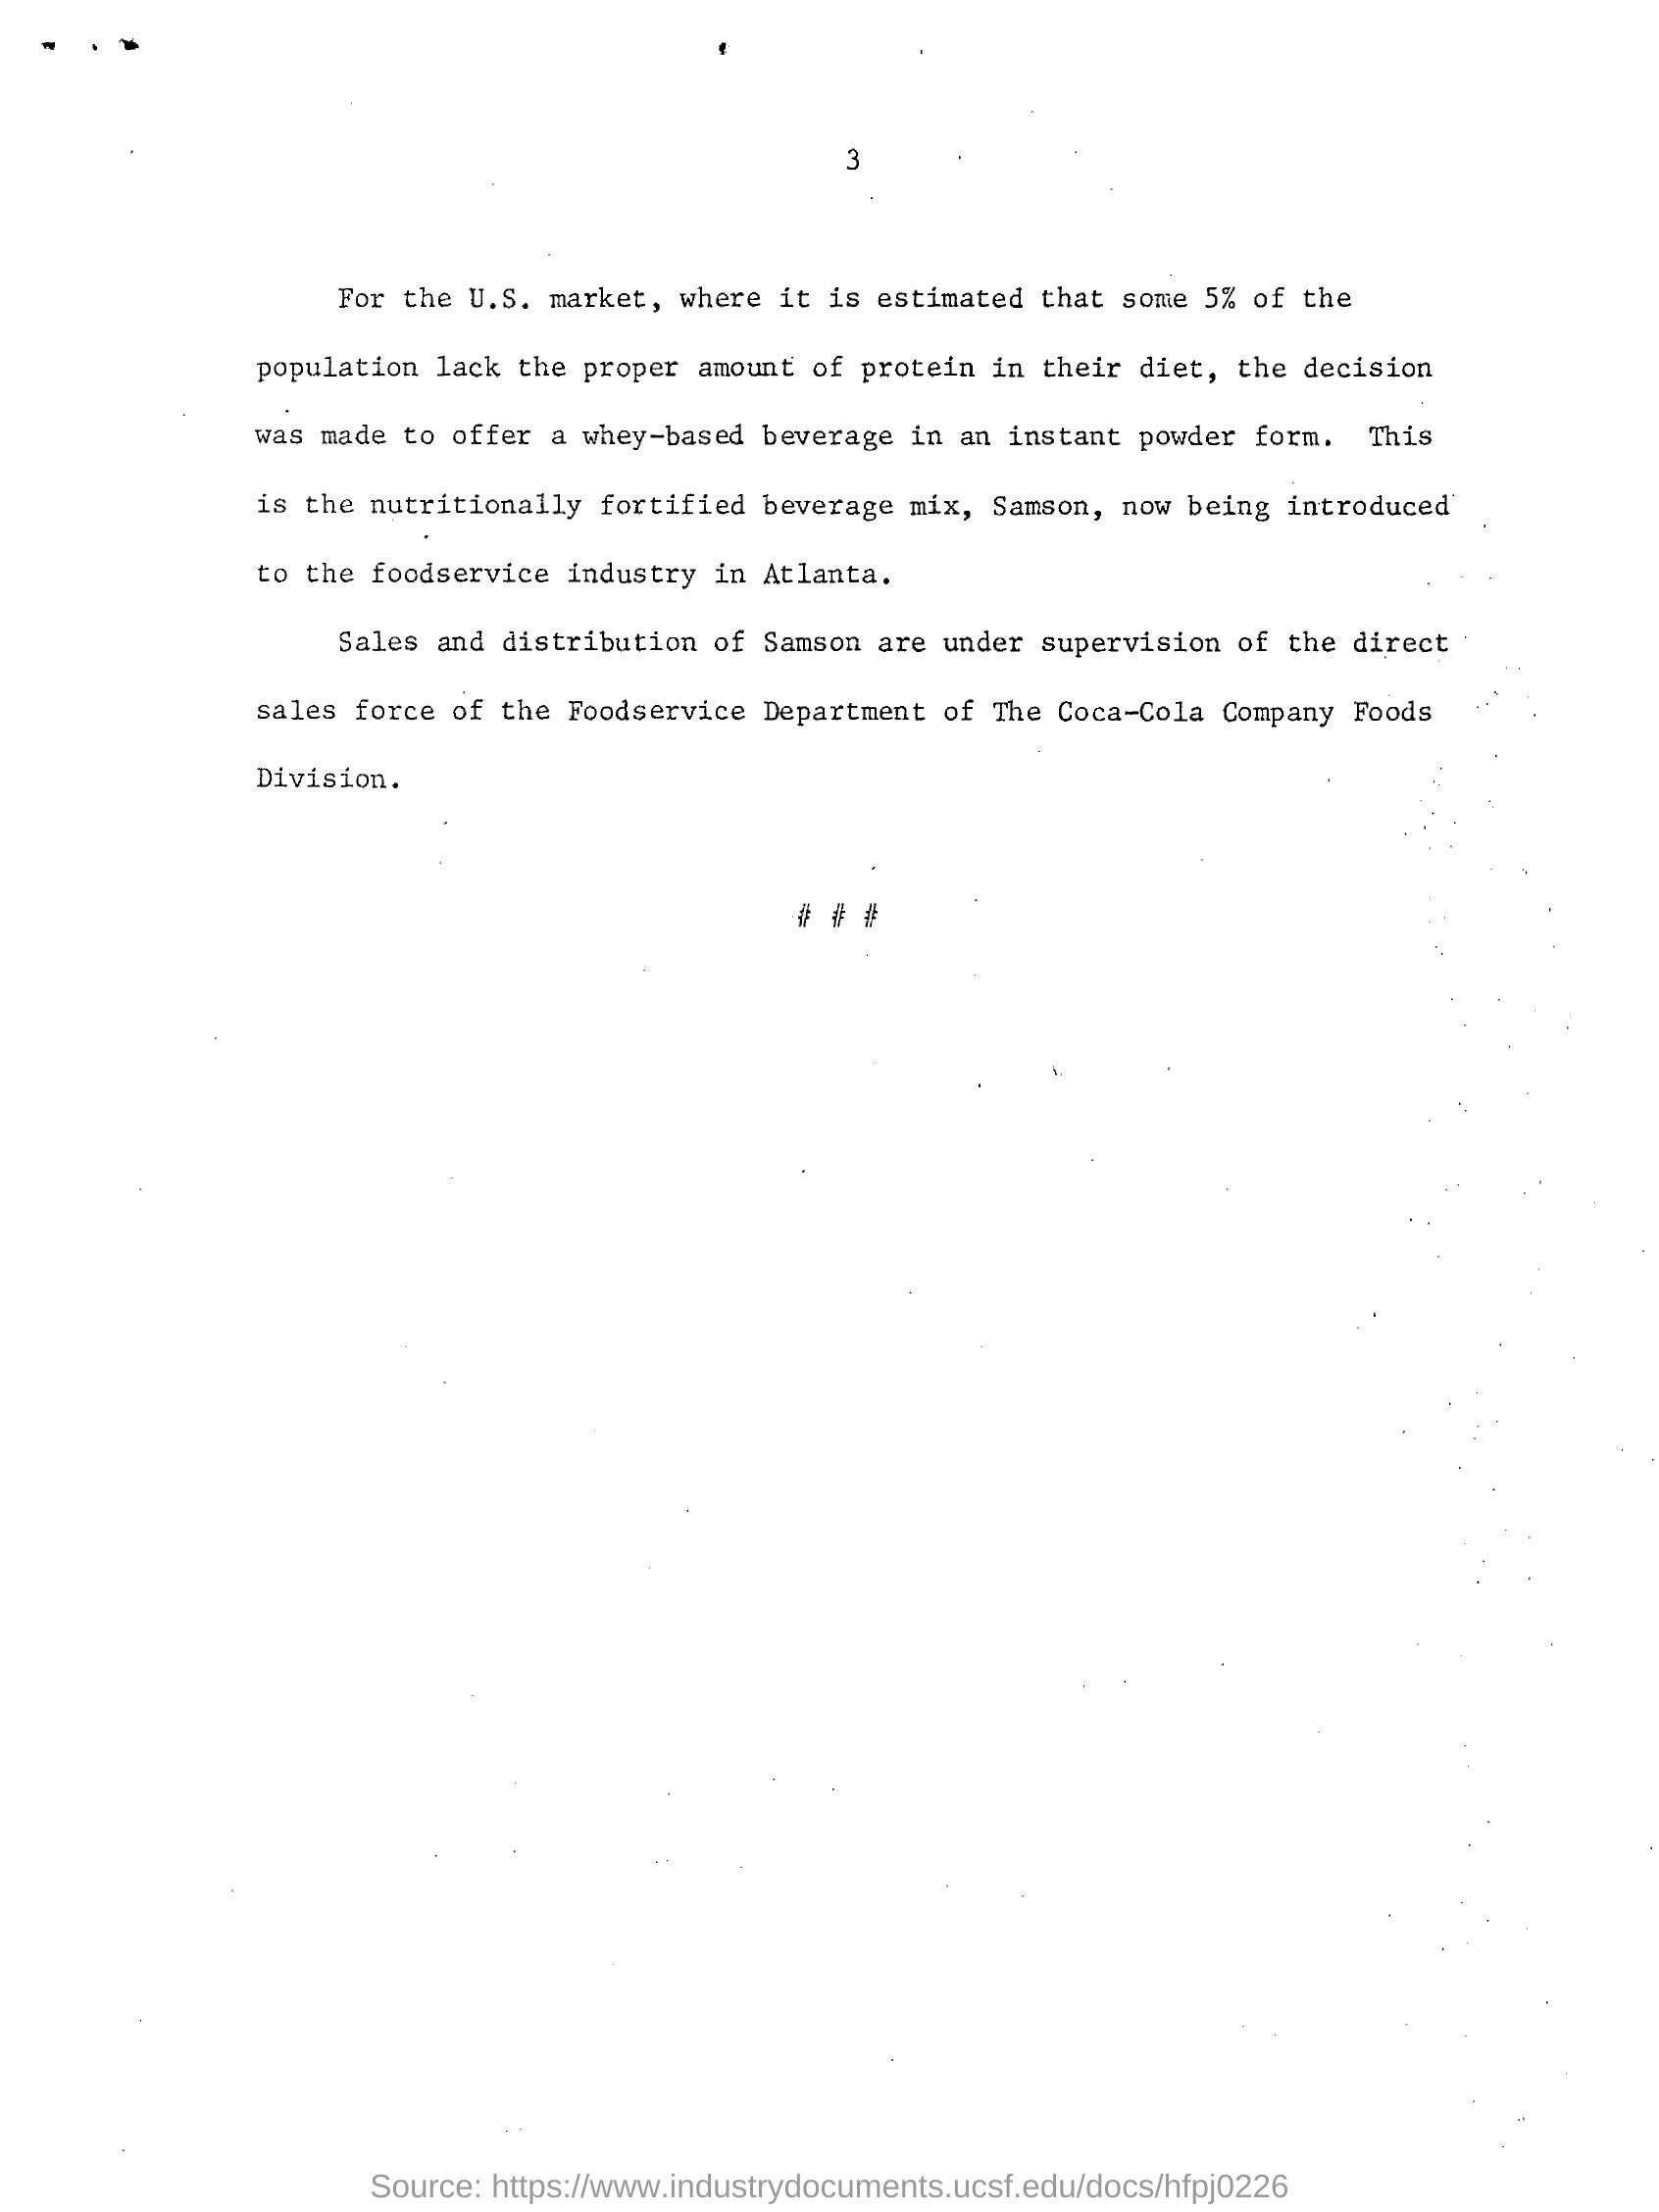 3
For the U.S. market, where it is estimated that some 5% of the
population lack the proper amount of protein in their diet, the decision
was made to offer a whey-based beverage in an instant powder form. This
is the nutritionally fortified beverage mix, Samson, now being introduced
to the foodservice industry in Atlanta.
Sales and distribution of Samson are under supervision of the direct
sales force of the Foodservice Department of The Coca-Cola Company Foods
Division.
# # #
Source: https://www.industrydocuments.ucsf.edu/docs/hfpj0226